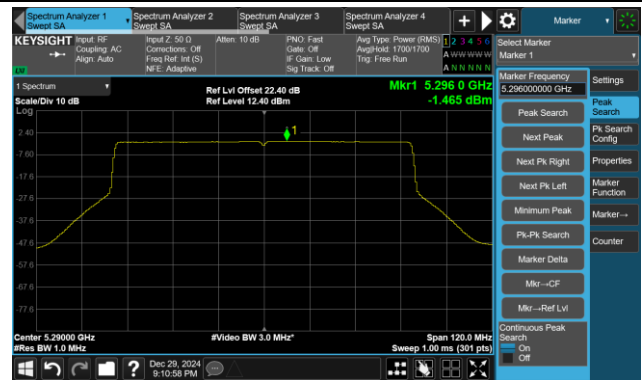 Spectrum Analyzer 1
Swept SA
Spectrum Analyzer 2
Swept SA
Spectrum Analyzer 3
Swept SA
Spectrum Analyzer 4
Swept SA
+
Marker
KEYSIGHT
LW
Input: RF
Coupling: AC
Align: Auto
Input Z: 50 Ω
Corrections: Off
Freq Ref: Int (S)
NFE: Adaptive
Atten: 10 dB
PNO: Fast
Gate: Off
IF Gain: Low
Sig Track: Off
Avg Type: Power (RMS)
Avg|Hold: 1700/1700
Trig: Free Run
1 2 3 4 5 6
A W W W W W
A N N N N N
Select Marker
Marker 1
1 Spectrum
Scale/Div 10 dB
Log
Ref Lvl Offset 22.40 dB
Ref Level 12.40 dBm
Mkr1 5.296 0 GHz
-1.465 dBm
1
2.40
-7.60
-17.6
-27.6
-37.6
-47.6
-57.6
-67.6
-77.6
Center 5.29000 GHz
#Res BW 1.0 MHz
#Video BW 3.0 MHz*
Span 120.0 MHz
Sweep 1.00 ms (301 pts)
Marker Frequency
5.296000000 GHz
Peak Search
Next Peak
Next Pk Right
Next Pk Left
Minimum Peak
Pk-Pk Search
Marker Delta
Mkr→CF
Mkr→Ref Lvl
Continuous Peak
Search
On
Off
Settings
Peak
Search
Pk Search
Config
Properties
Marker
Function
Marker→
Counter
?
Dec 29, 2024
9:10:58 PM